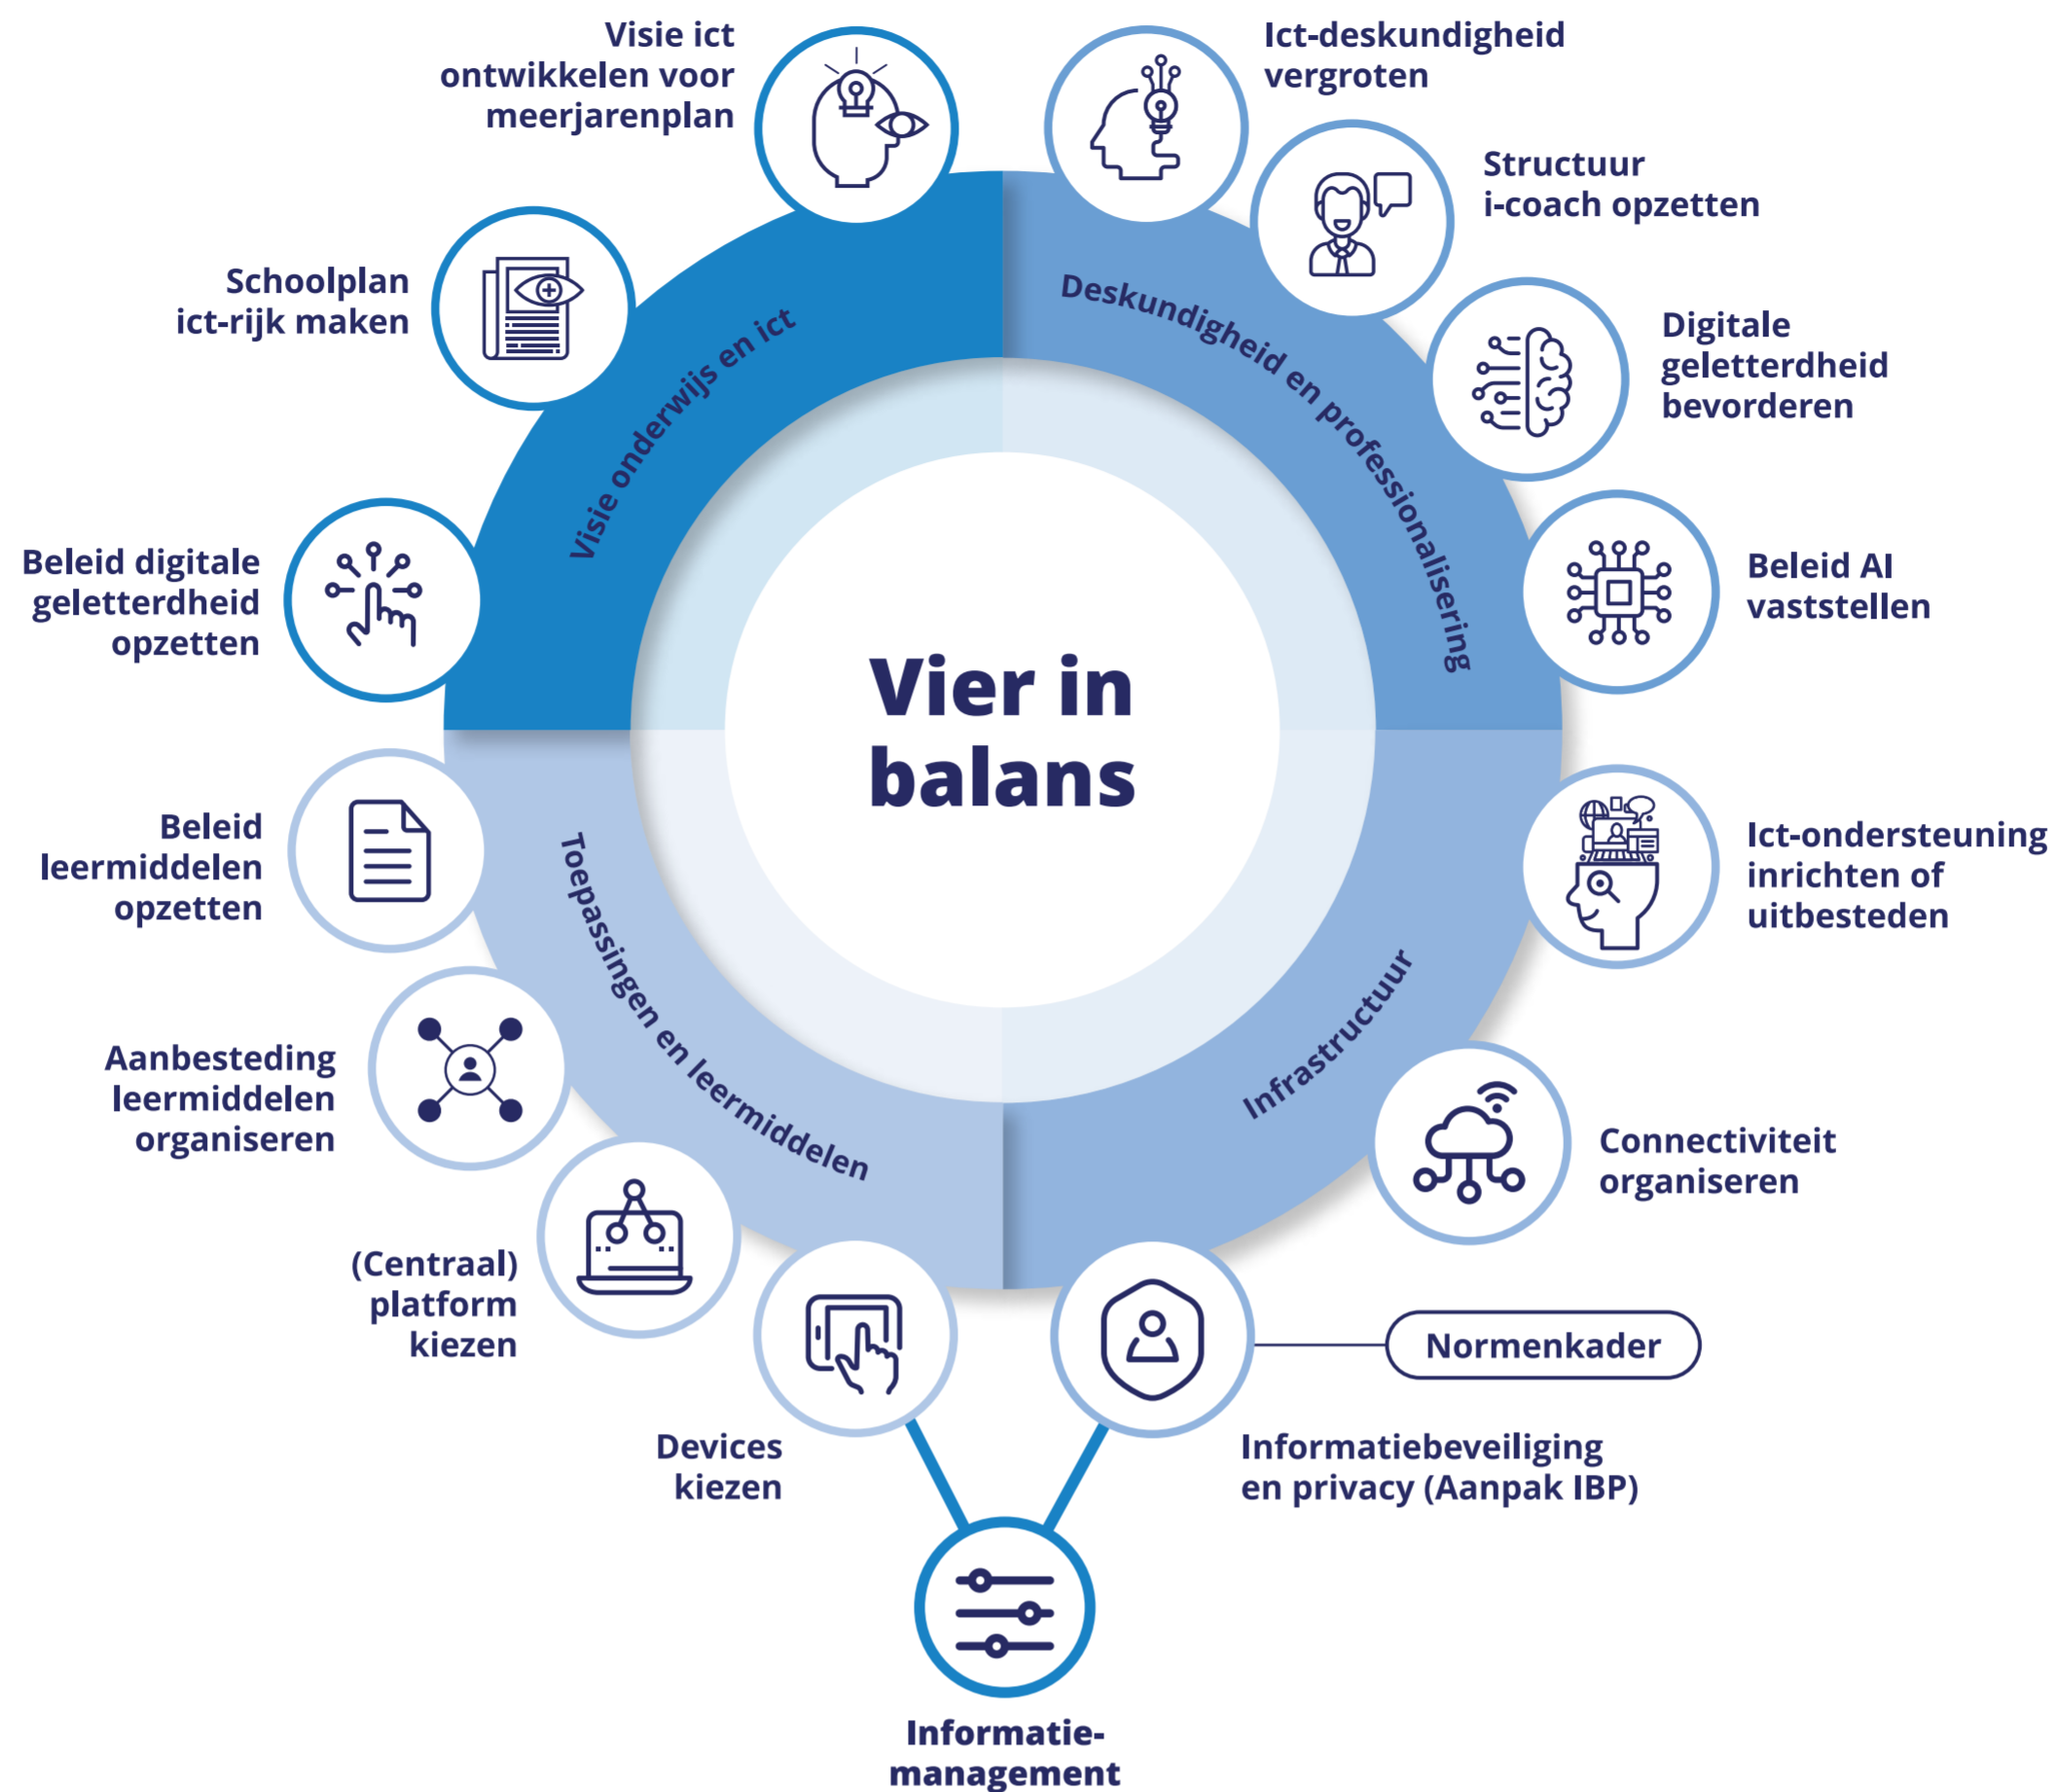 Visie ict
ontwikkelen voor
meerjarenplan
Ict-deskundigheid
vergroten
Structuur
i-coach opzetten
Schoolplan
ict-rijk maken
Digitale
geletterdheid
bevorderen
Visie onderwijs en ict
Deskundigheid en professionalisering
Beleid digitale
geletterdheid
opzetten
Beleid AI
vaststellen
Vier in
balans
Beleid
leermiddelen
opzetten
Ict-ondersteuning
inrichten of
uitbesteden
Toepassingen en leermiddelen
Infrastructuur
Aanbesteding
leermiddelen
organiseren
Connectiviteit
organiseren
(Centraal)
platform
kiezen
Normenkader
Devices
kiezen
Informatiebeveiliging
en privacy (Aanpak IBP)
Informatie-
management